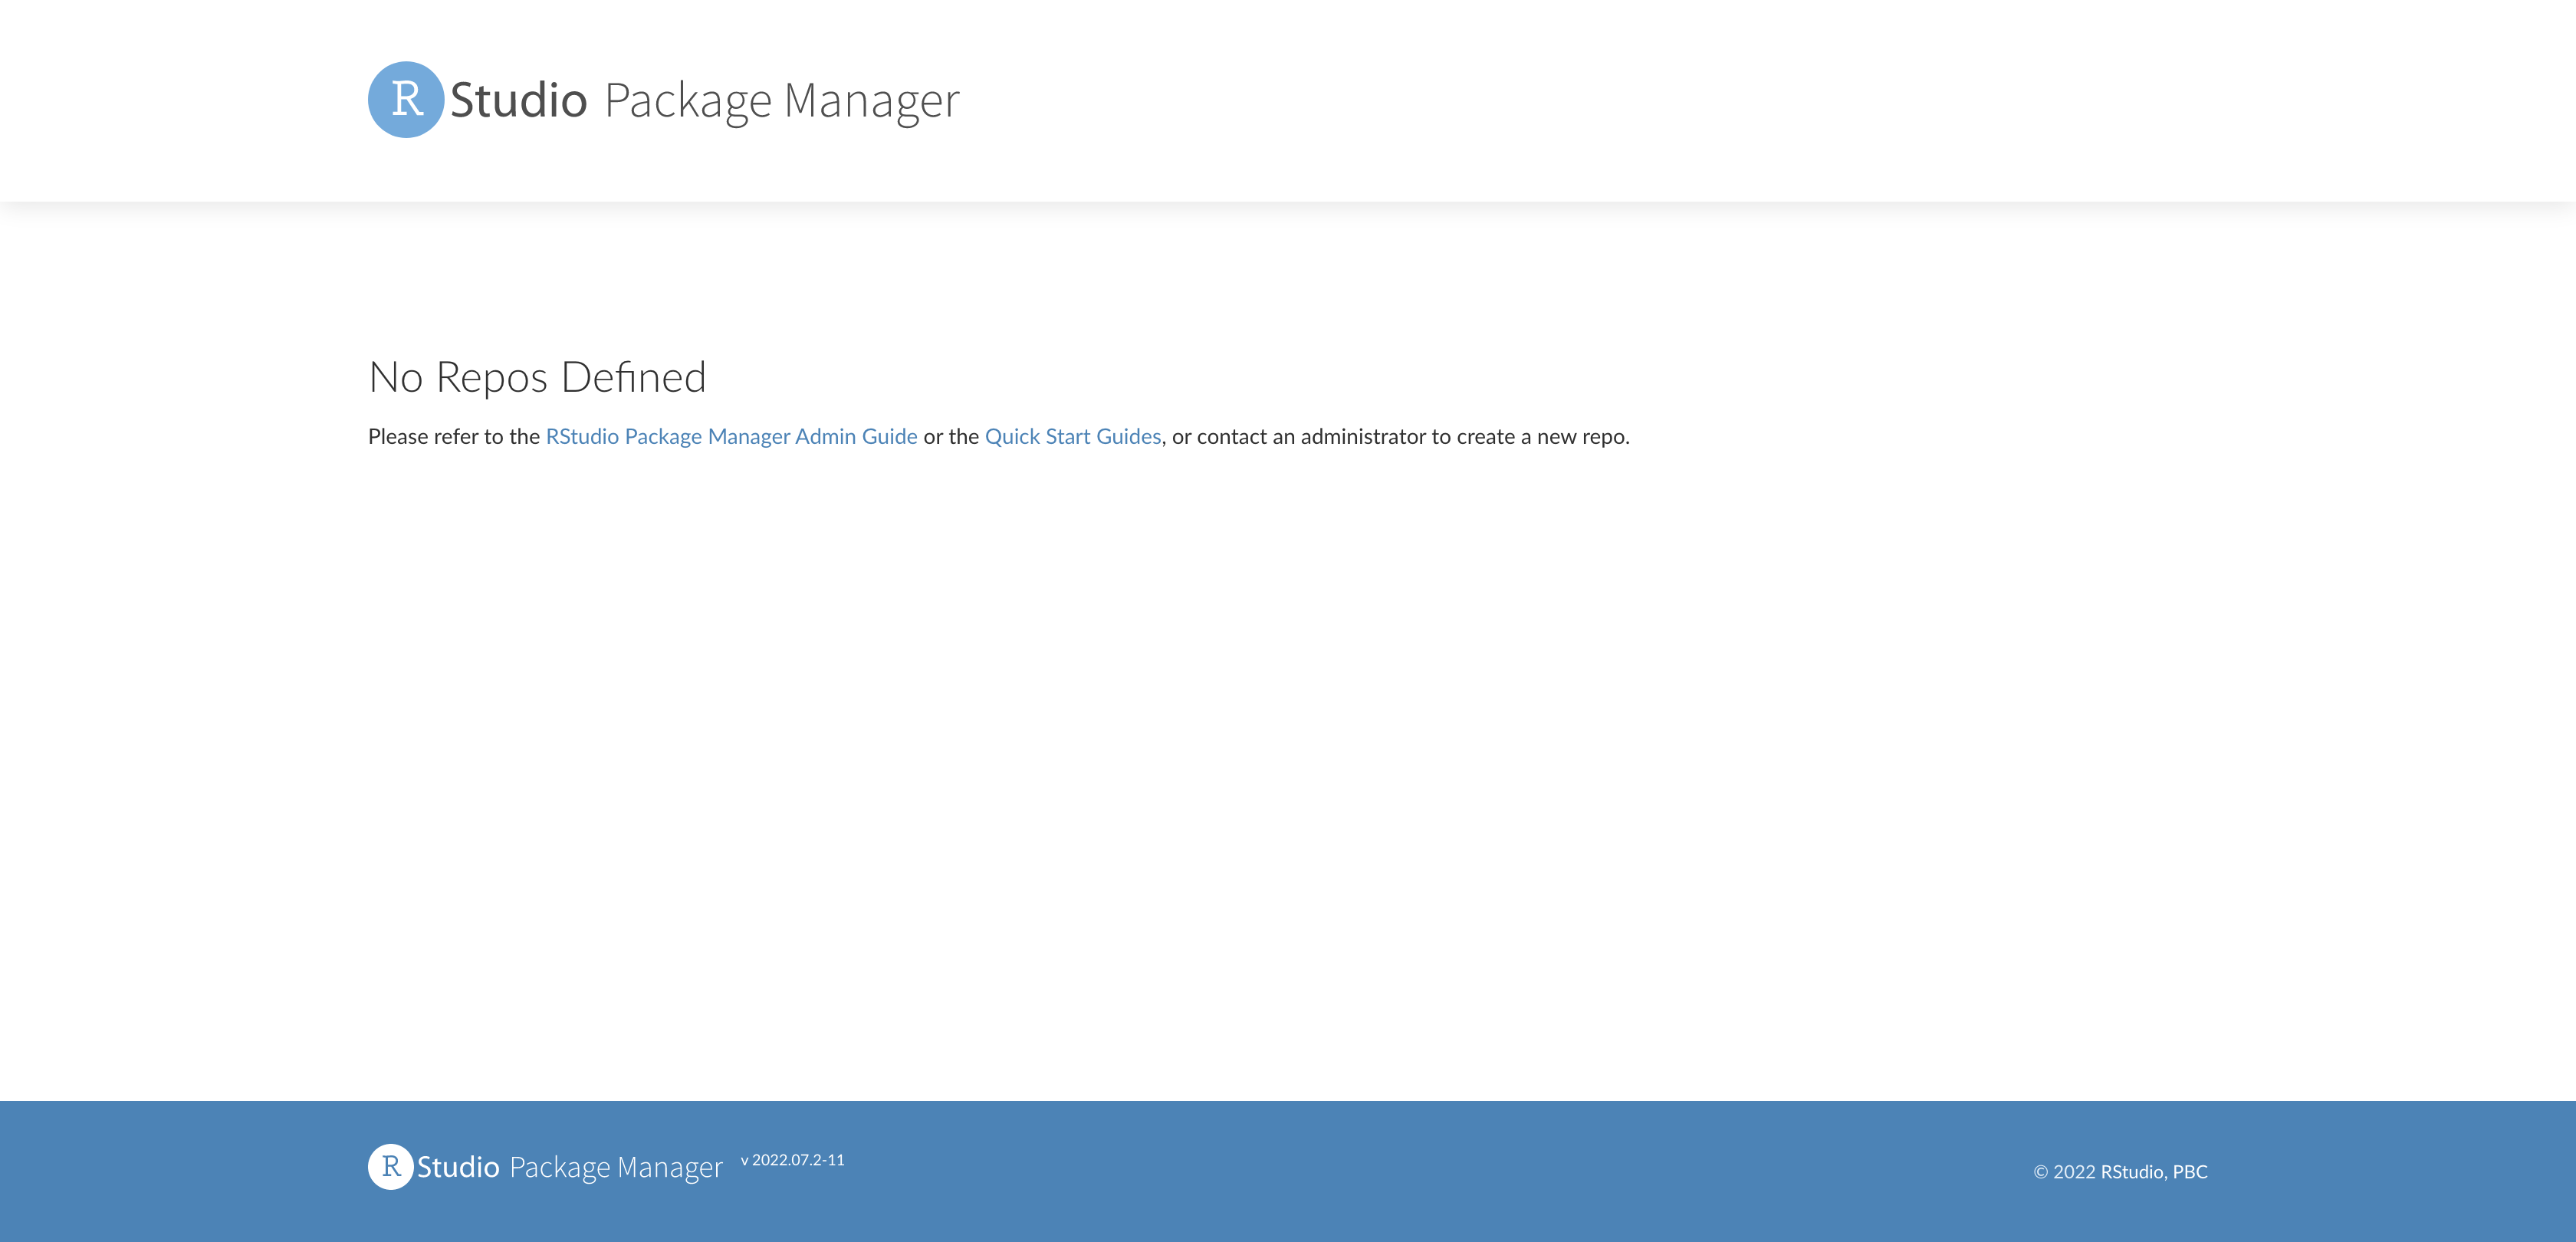 R Studio Package Manager
No Repos Defined
Please refer to the RStudio Package Manager Admin Guide or the Quick Start Guides, or contact an administrator to create a new repo.
R Studio Package Manager v 2022.07.2-11
© 2022 RStudio, PBC